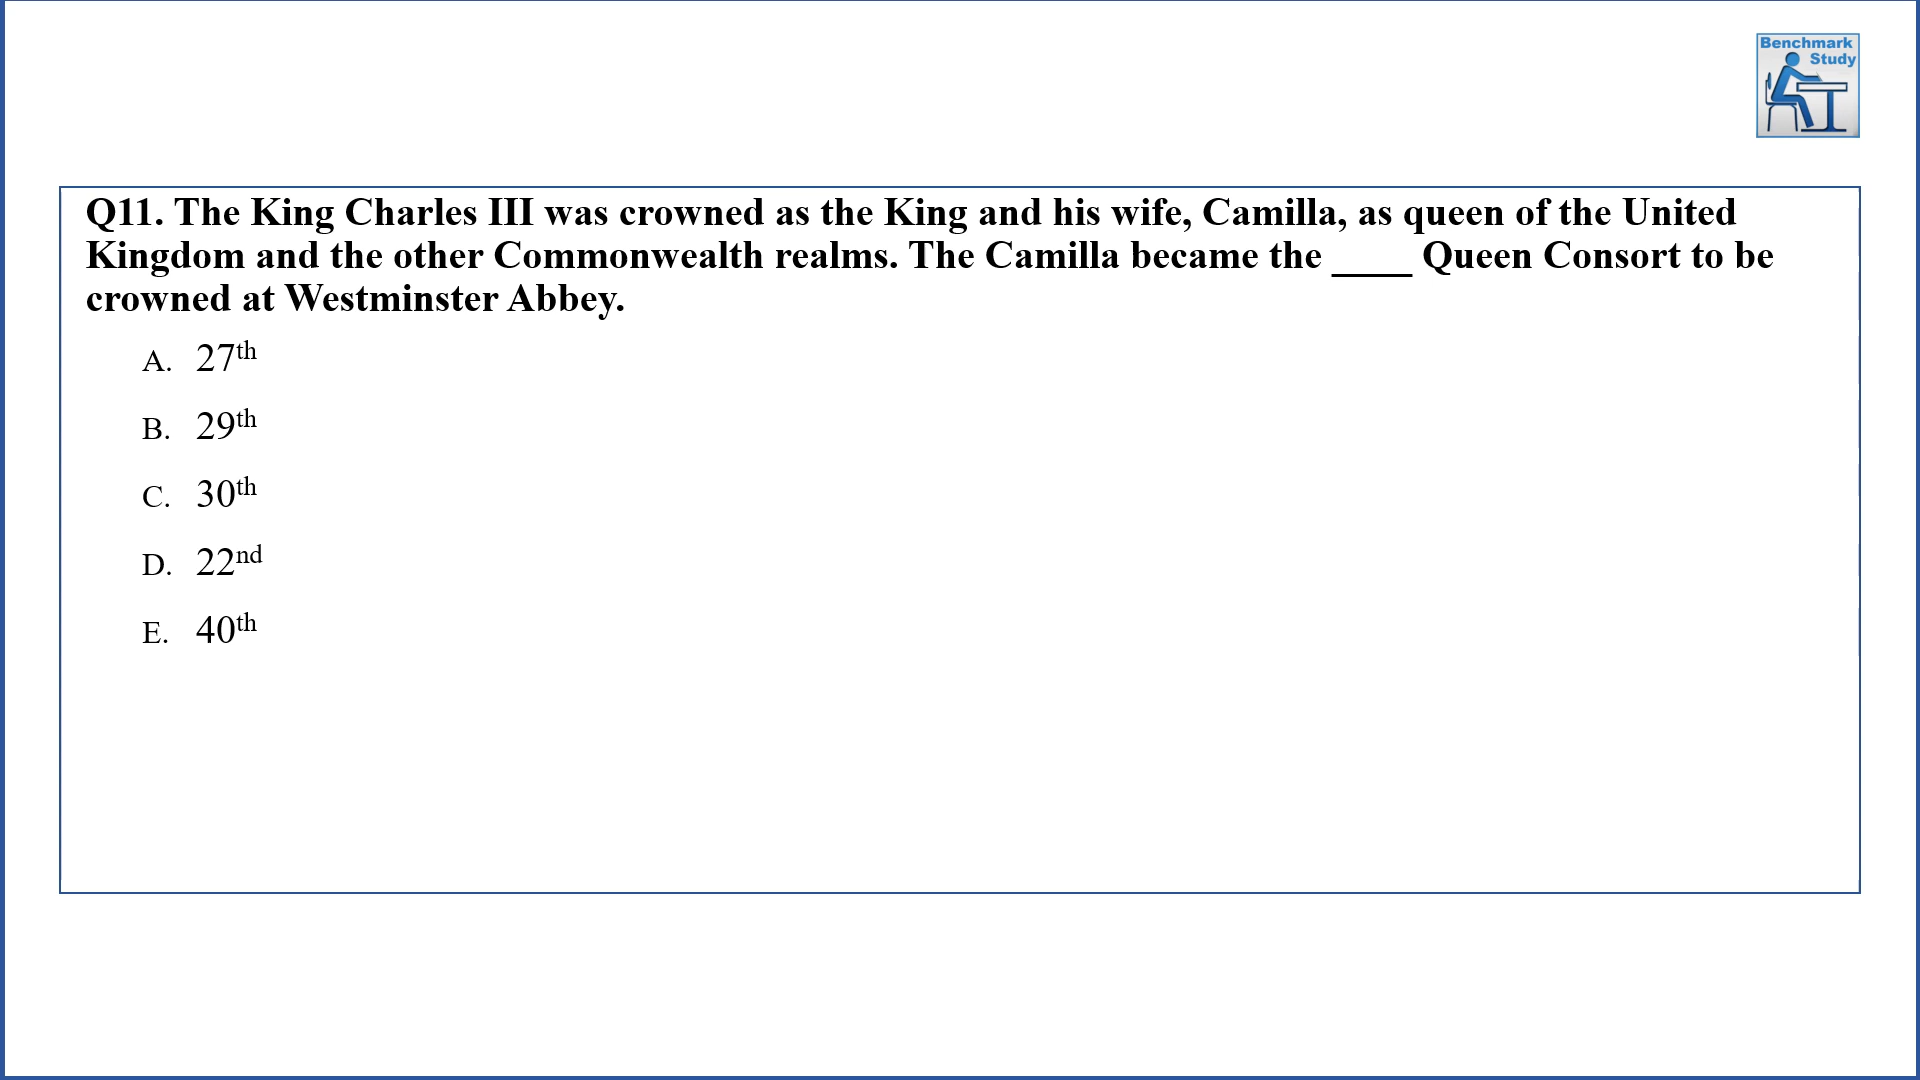 Benchmark
Study
Q11. The King Charles III was crowned as the King and his wife, Camilla, as queen of the United
Kingdom and the other Commonwealth realms. The Camilla became the ____ Queen Consort to be
crowned at Westminster Abbey.
A. 27th
B. 29th
C. 30th
D. 22nd
E. 40th